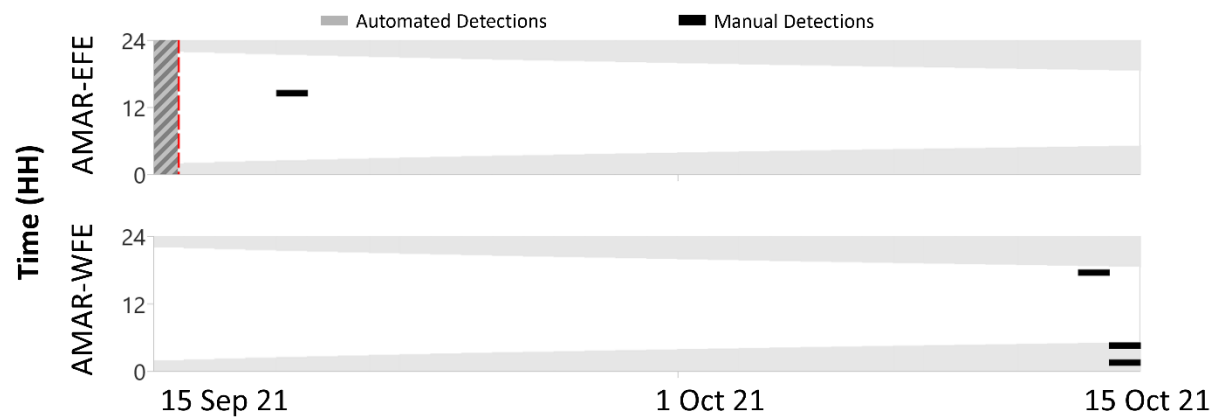 Automated Detections Manual Detections
Time (HH)
AMAR-EFE
24
12
0
AMAR-WFE
24
12
0
15 Sep 21 1 Oct 21 15 Oct 21